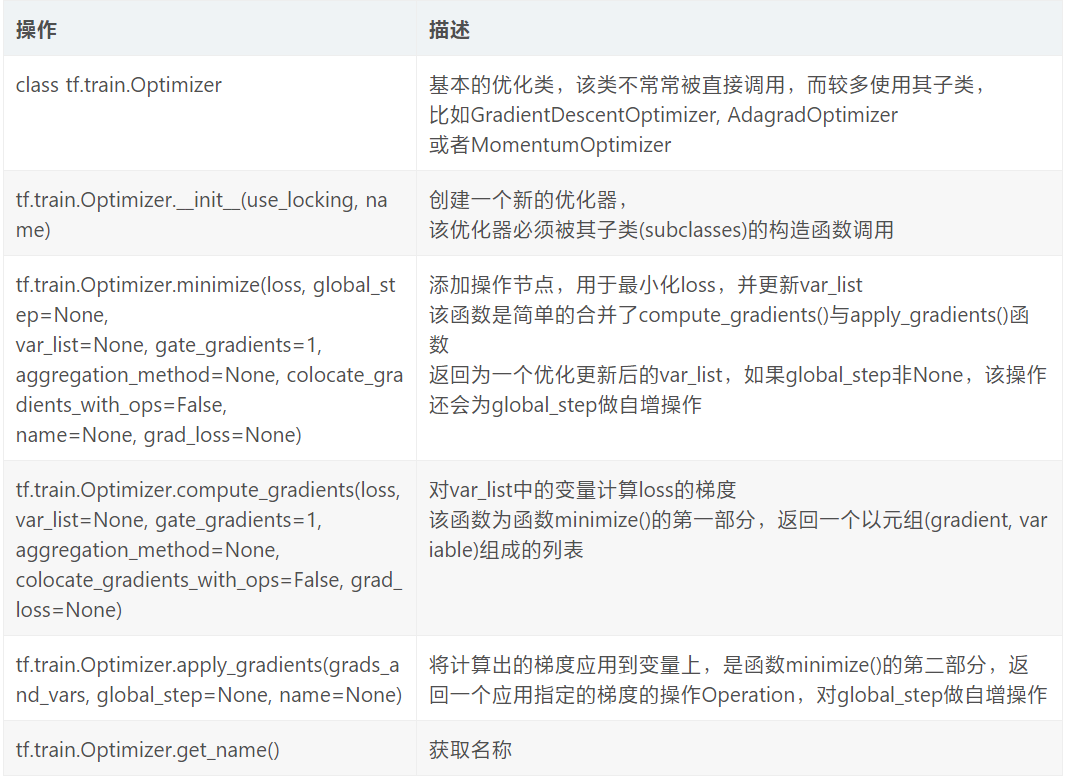 操作
描述
class tf.train.Optimizer
基本的优化类，该类不常常被直接调用，而较多使用其子类，
比如GradientDescentOptimizer, AdagradOptimizer
或者MomentumOptimizer
tf.train.Optimizer.__init__(use_locking, na
me)
创建一个新的优化器，
该优化器必须被其子类(subclasses)的构造函数调用
tf.train.Optimizer.minimize(loss, global_st
ep=None,
var_list=None, gate_gradients=1,
aggregation_method=None, colocate_gra
dients_with_ops=False,
name=None, grad_loss=None)
添加操作节点，用于最小化loss，并更新var_list
该函数是简单的合并了compute_gradients()与apply_gradients()函
数
返回为一个优化更新后的var_list，如果global_step非None，该操作
还会为global_step做自增操作
tf.train.Optimizer.compute_gradients(loss,
var_list=None, gate_gradients=1,
aggregation_method=None,
colocate_gradients_with_ops=False, grad_
loss=None)
对var_list中的变量计算loss的梯度
该函数为函数minimize()的第一部分，返回一个以元组(gradient, var
iable)组成的列表
tf.train.Optimizer.apply_gradients(grads_a
nd_vars, global_step=None, name=None)
将计算出的梯度应用到变量上，是函数minimize()的第二部分，返
回一个应用指定的梯度的操作Operation，对global_step做自增操作
tf.train.Optimizer.get_name()
获取名称